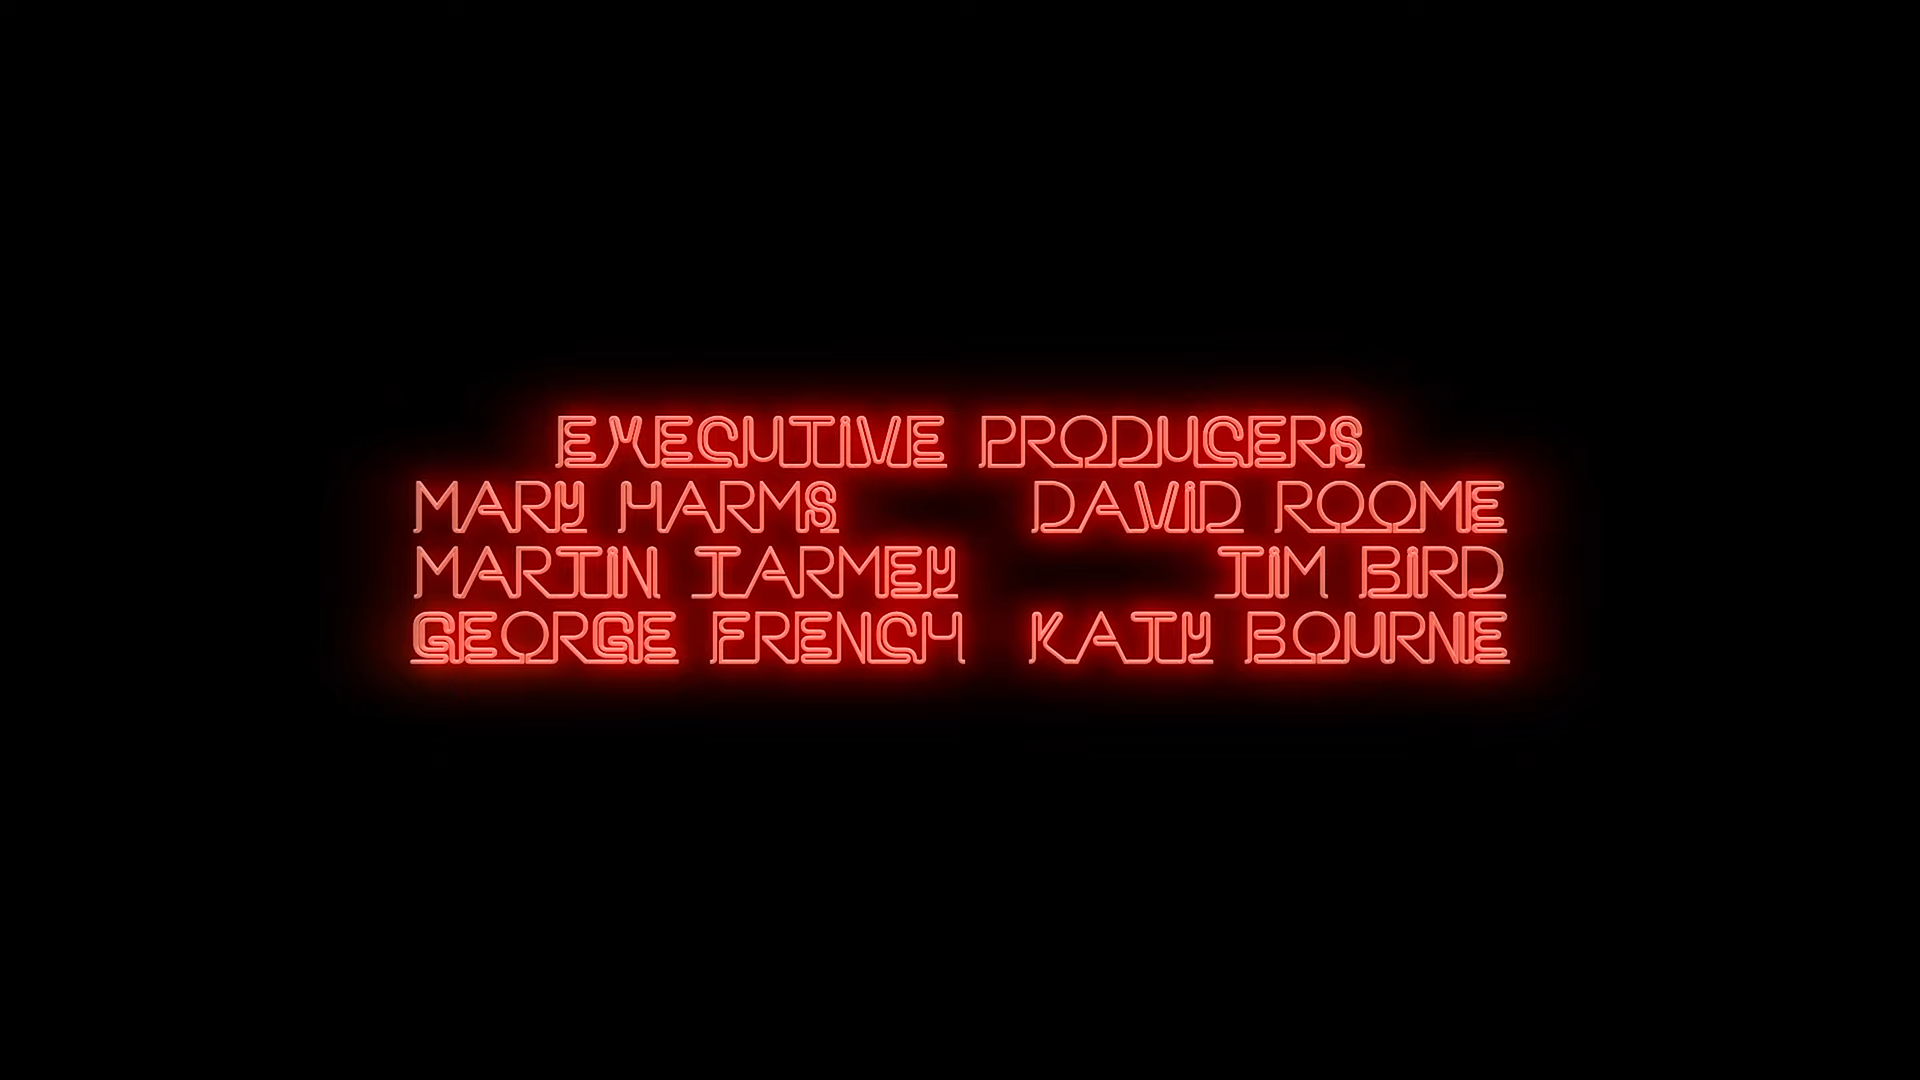 EXECUTIVE PRODUCERS
MARY HARMS DAVID ROOME
MARTIN TARMEY TIM BIRD
GEORGE FRENCH KATY BOURNE